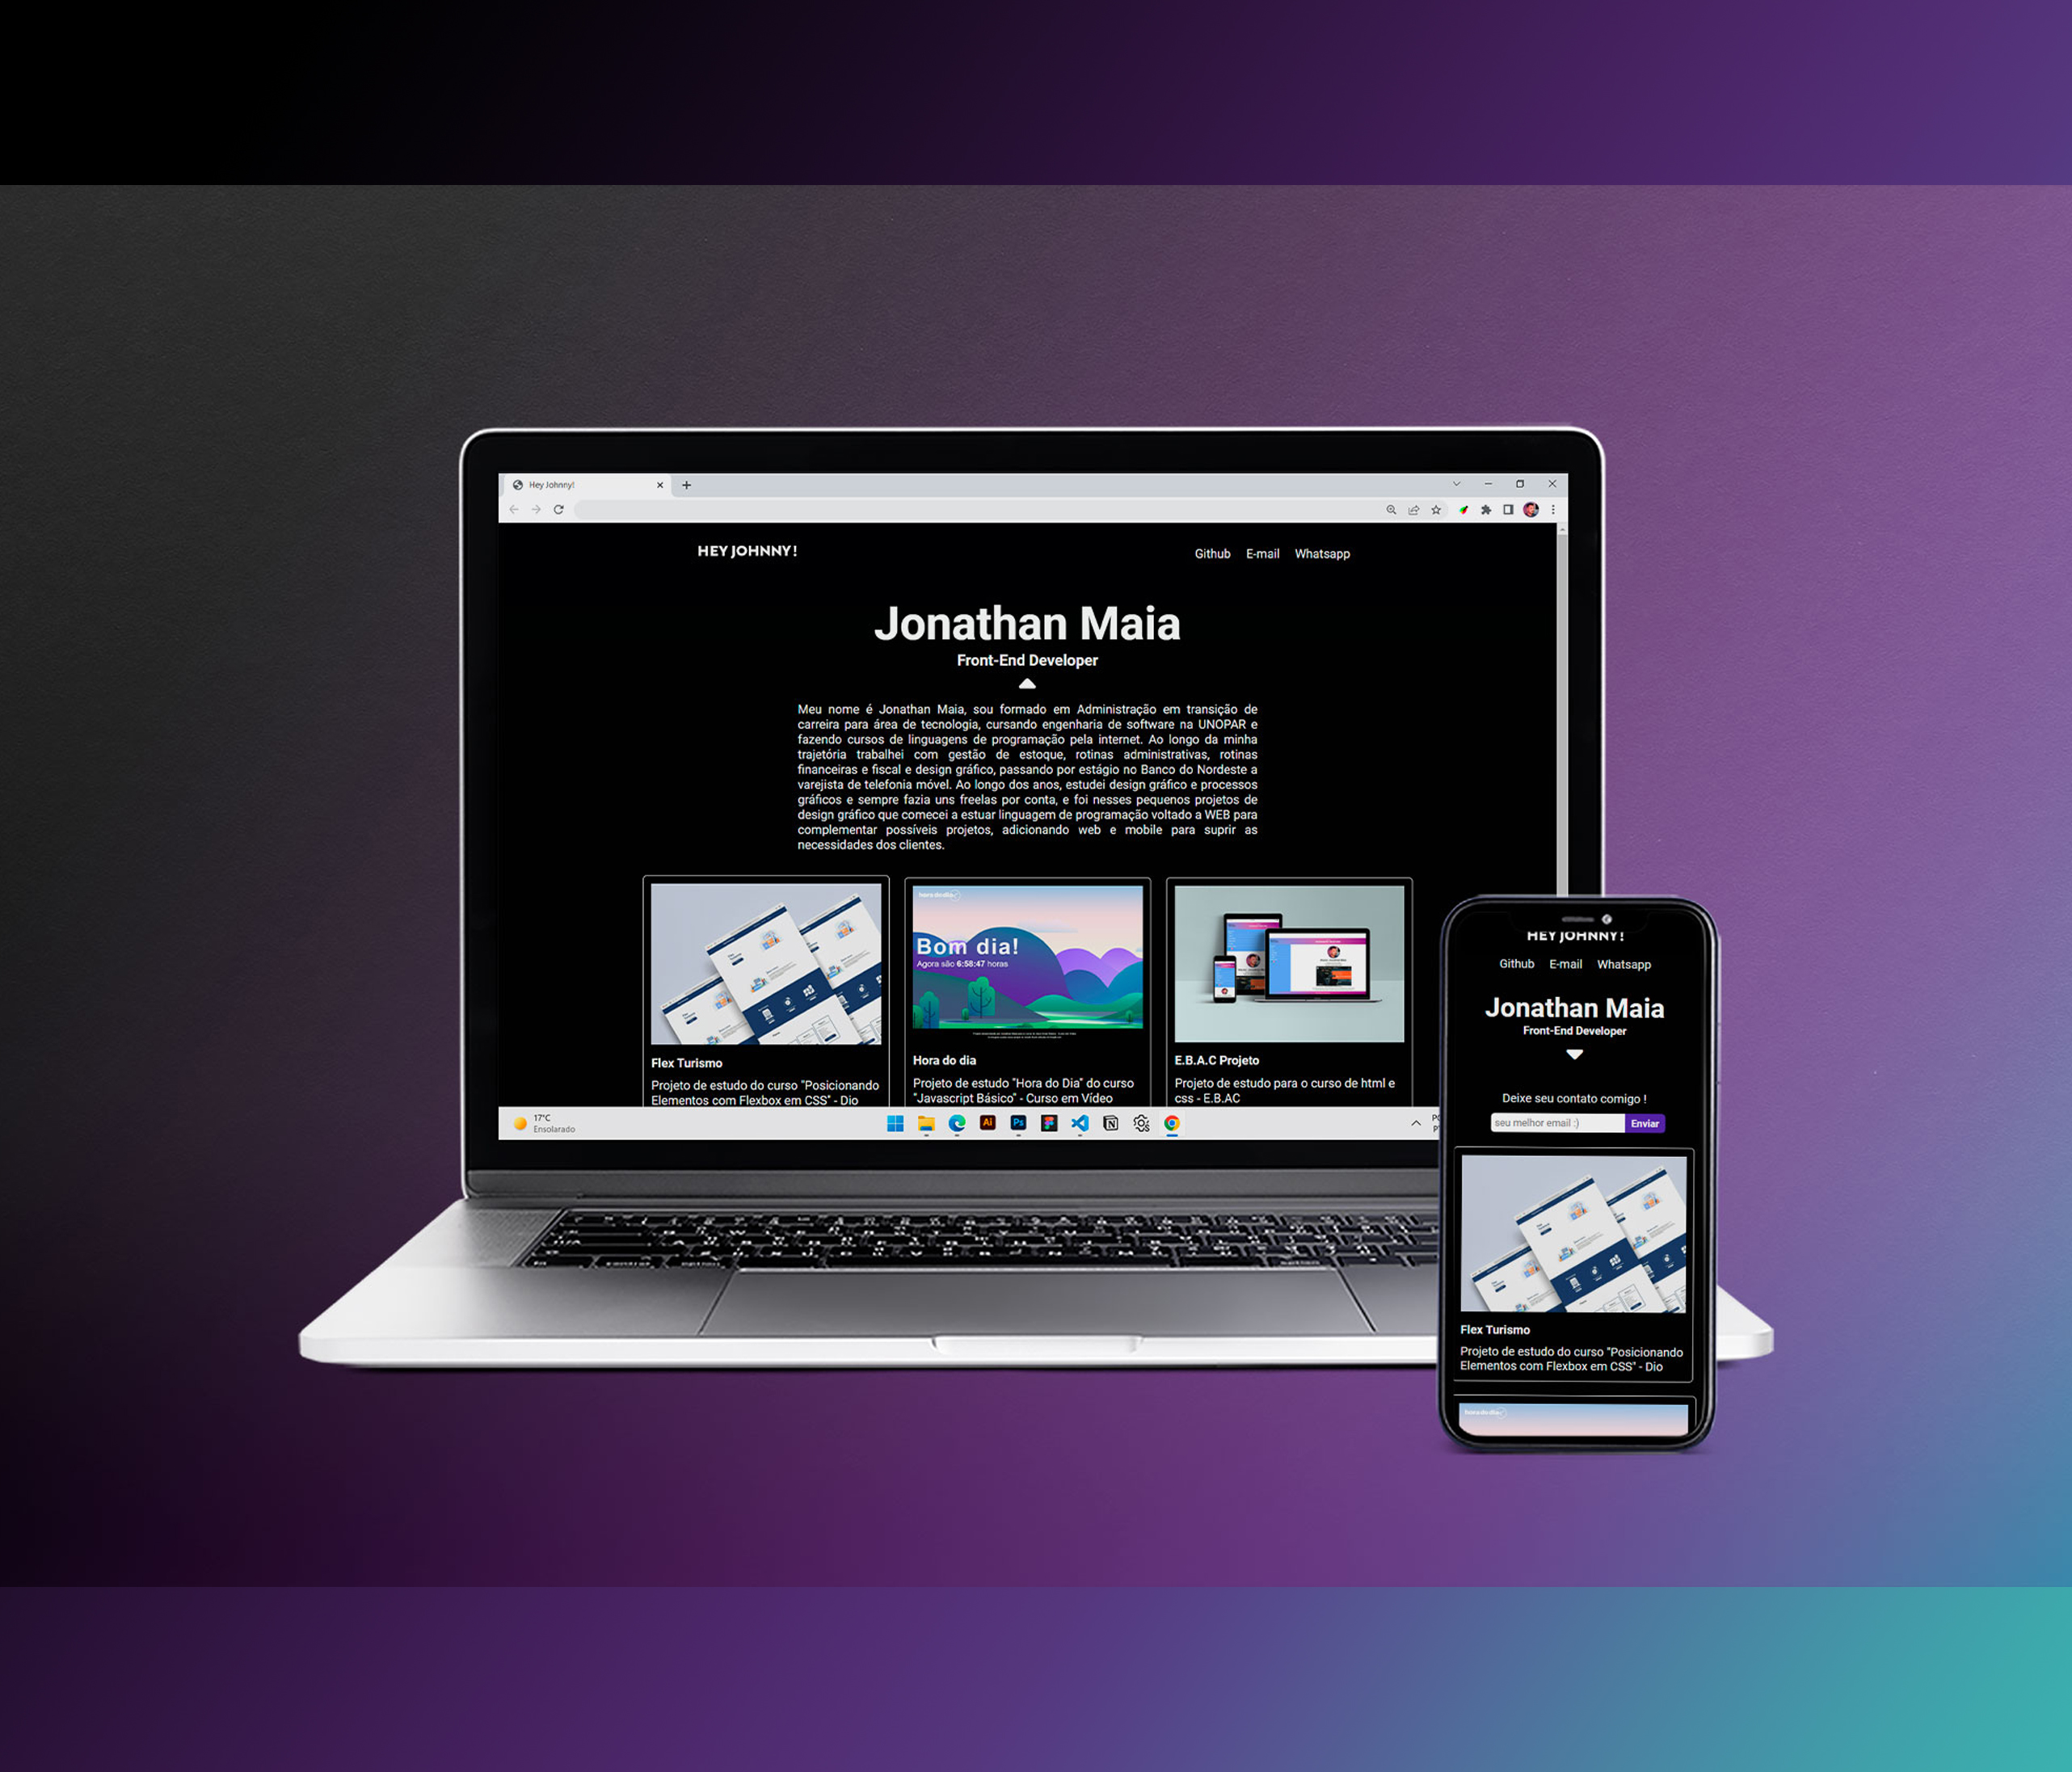 Hey Johnny!
HEY JOHNNY!
Github E-mail Whatsapp
Jonathan Maia
Front-End Developer
Meu nome é Jonathan Maia, sou formado em Administração em transição de
carreira para área de tecnologia, cursando engenharia de software na UNOPAR e
fazendo cursos de linguagens de programação pela internet. Ao longo da minha
trajetória trabalhei com gestão de estoque, rotinas administrativas, rotinas
financeiras e fiscal e design gráfico, passando por estágio no Banco do Nordeste a
varejista de telefonia móvel. Ao longo dos anos, estudei design gráfico e processos
gráficos e sempre fazia uns freelas por conta, e foi nesses pequenos projetos de
design gráfico que comecei a estuar linguagem de programação voltado a WEB para
complementar possíveis projetos, adicionando web e mobile para suprir as
necessidades dos clientes.
hora do dia
Bom dia!
Agora são 6:58:47 horas
Flex Turismo
Projeto de estudo do curso "Posicionando
Elementos com Flexbox em CSS" - Dio
Hora do dia
Projeto de estudo "Hora do Dia" do curso
"Javascript Básico" - Curso em Vídeo
E.B.A.C Projeto
Projeto de estudo para o curso de html e
css - E.B.AC
17°C
Ensolarado
Ai
Ps
N
HEY JOHNNY!
Github E-mail Whatsapp
Jonathan Maia
Front-End Developer
Deixe seu contato comigo !
seu melhor email :) Enviar
Flex Turismo
Projeto de estudo do curso "Posicionando
Elementos com Flexbox em CSS" - Dio
hora do dia